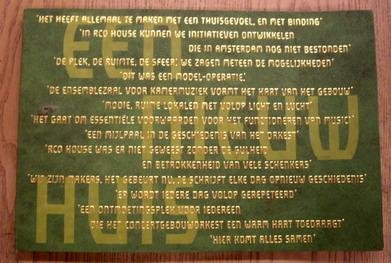 'HET HEEFT ALLEMAAL TE MAKEN MET EEN THUISGEVOEL, EN MET BINDING'
'IN RCO HOUSE KUNNEN WE INITIATIEVEN ONTWIKKELEN
DIE IN AMSTERDAM NOG NIET BESTONDEN'
'DE PLEK, DE RUIMTE, DE SFEER: WE ZAGEN METEEN DE MOGELIJKHEDEN'
'DIT WAS EEN MODEL-OPERATIE.'
'DE ENSEMBLEZAAL VOOR KAMERMUZIEK VORMT HET HART VAN HET GEBOUW'
'MOOIE, RUIME LOKALEN MET VOLOP LICHT EN LUCHT'
'HET GAAT OM ESSENTIËLE VOORWAARDEN VOOR HET FUNCTIONEREN VAN MUSICI'
'EEN MIJLPAAL IN DE GESCHIEDENIS VAN HET ORKEST'
'RCO HOUSE WAS ER NIET GEWEEST ZONDER DE GULHEID
EN BETROKKENHEID VAN VELE SCHENKERS'
'WIJ ZIJN MAKERS. HET GEBEURT NU. JE SCHRIJFT ELKE DAG OPNIEUW GESCHIEDENIS'
'ER WORDT IEDERE DAG VOLOP GEREPETEERD'
'EEN ONTMOETINGSPLEK VOOR IEDEREEN
DIE HET CONCERTGEBOUWORKEST EEN WARM HART TOEDRAAGT'
'HIER KOMT ALLES SAMEN'
EEN
HUIS